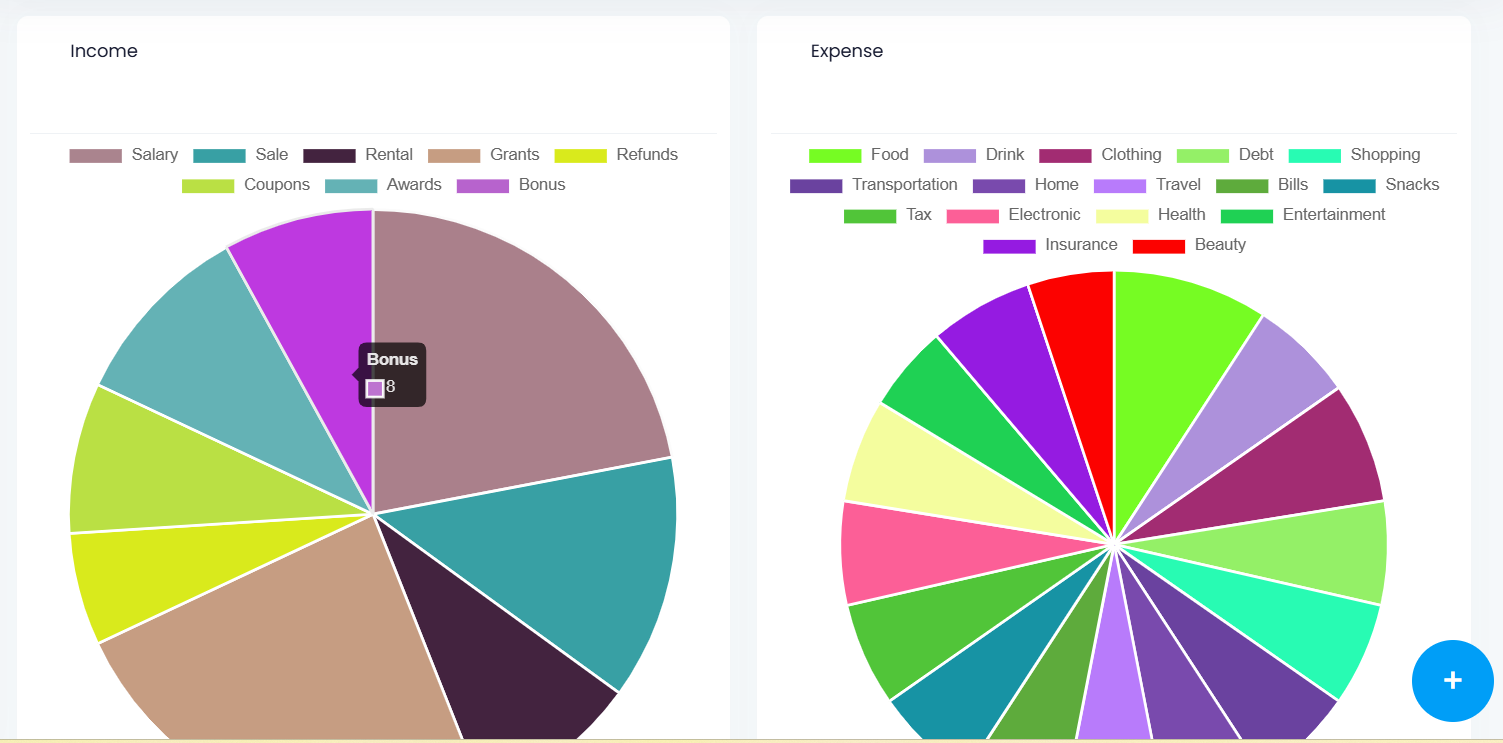 Income
Salary Sale Rental Grants Refunds
Coupons Awards Bonus
Bonus
8
Expense
Food Drink Clothing Debt Shopping
Transportation Home Travel Bills Snacks
Tax Electronic Health Entertainment
Insurance Beauty
+